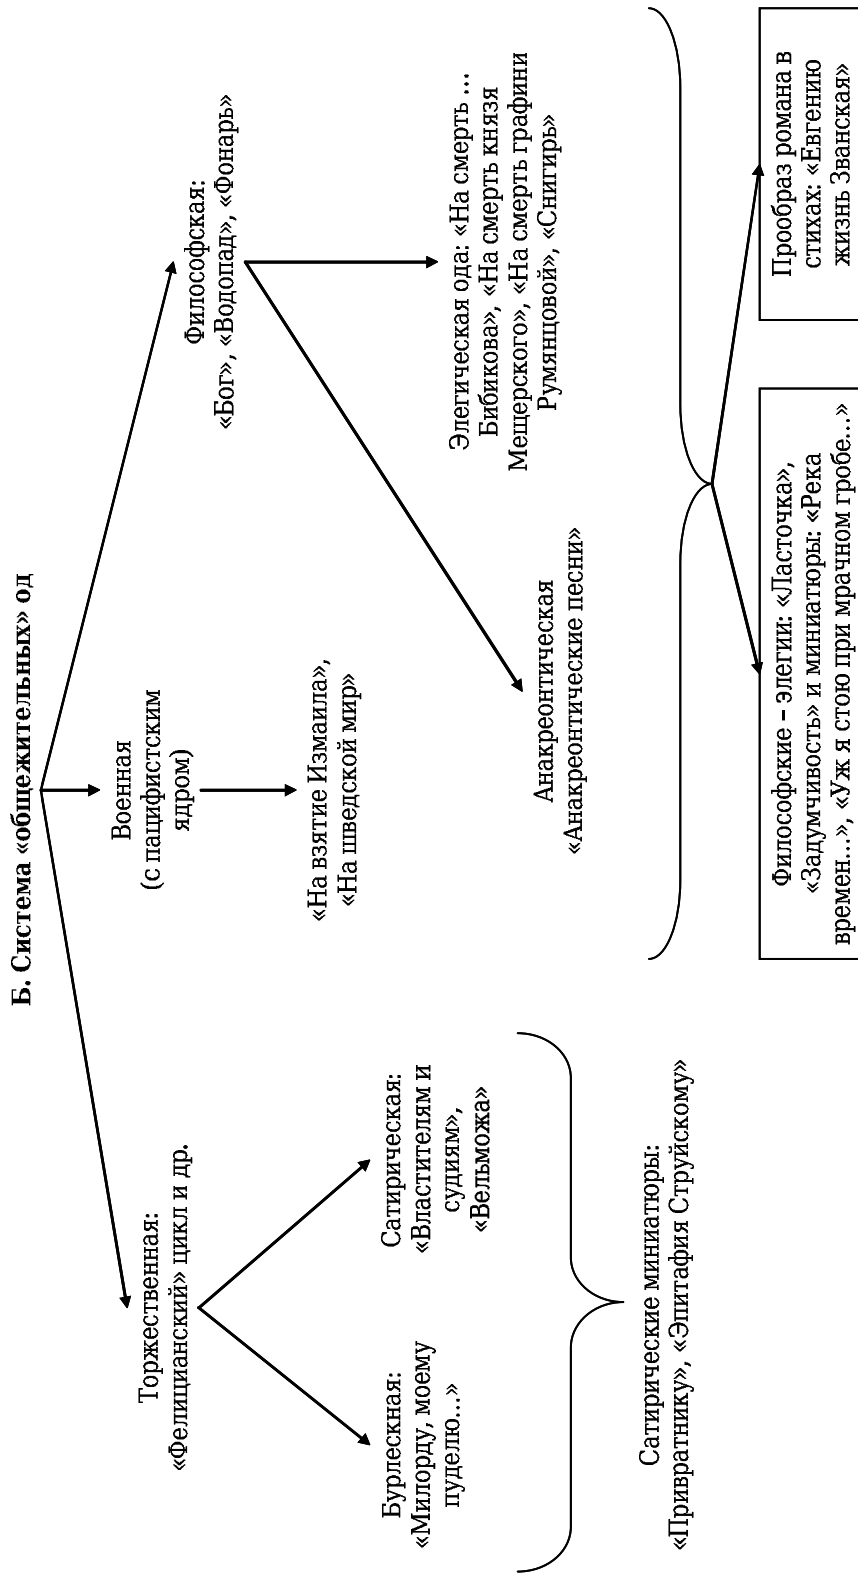 Б. Система «общежительных» од
Торжественная:
«Фелицианский» цикл и др.
Военная
(с пацифистским
ядром)
Философская:
«Бог», «Водопад», «Фонарь»
Бурлескная:
«Милорду, моему
пуделю...»
Сатирическая:
«Властителям и
судиям»,
«Вельможа»
«На взятие Измаила»,
«На шведской мир»
Анакреонтическая
«Анакреонтические песни»
Элегическая ода: «На смерть ...
Бибикова», «На смерть князя
Мещерского», «На смерть графини
Румянцовой», «Снигирь»
Сатирические миниатюры:
«Привратнику», «Эпитафия Струйскому»
Философские – элегии: «Ласточка»,
«Задумчивость» и миниатюры: «Река
времен...», «Уж я стою при мрачном гробе...»
Прообраз романа в
стихах: «Евгению
жизнь Званская»